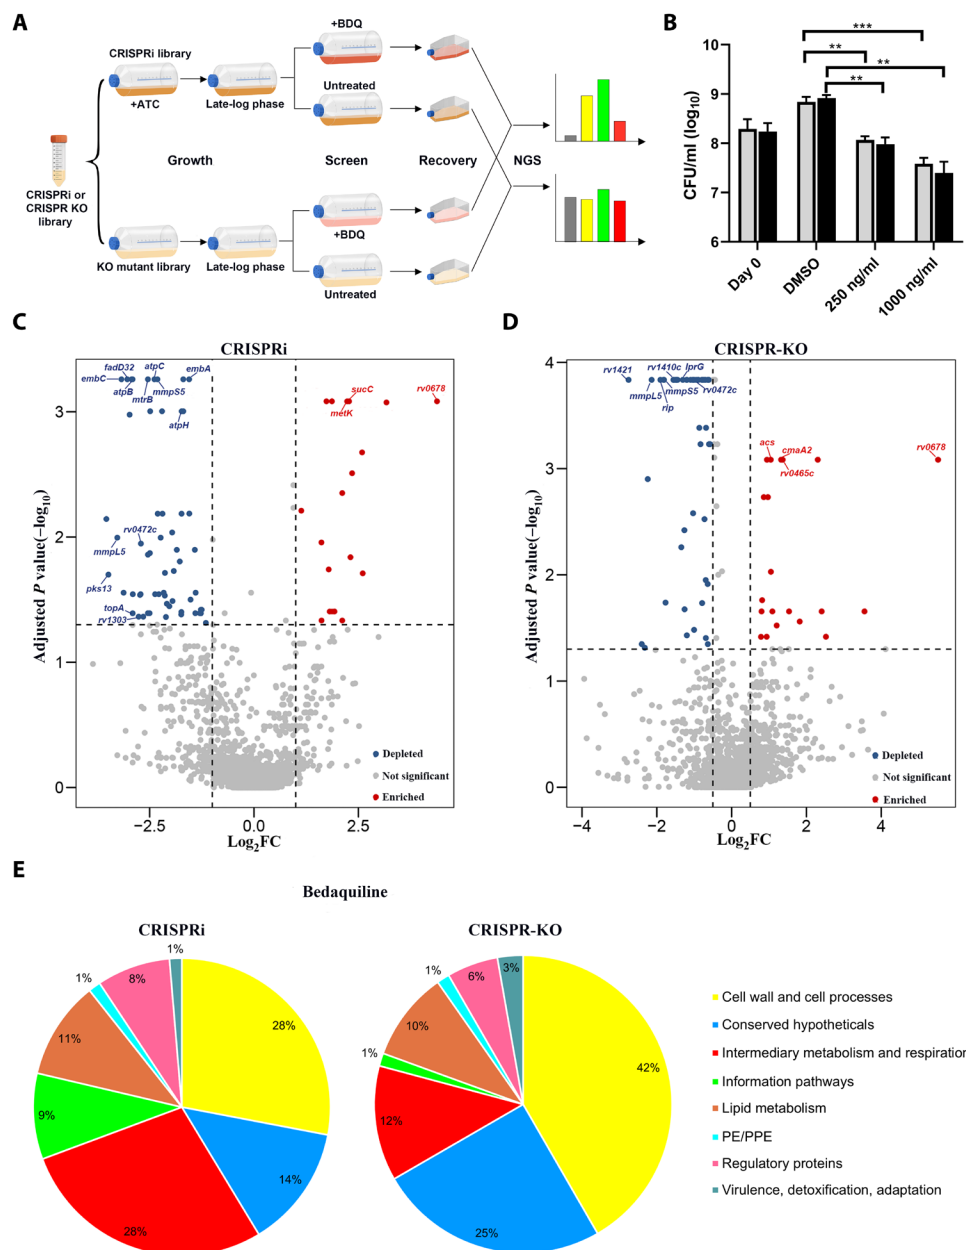 A
CRISPRi library
+ATC
Late-log phase
+BDQ
Untreated
CRISPRi or
CRISPR KO
library
Growth
Screen
Recovery
NGS
KO mutant library
Late-log phase
+BDQ
Untreated
B
CFU/ml (log10)
10
9
8
7
6
***
**
**
**
Day 0
DMSO
250 ng/ml
1000 ng/ml
C
CRISPRi
Adjusted P value(−log10)
3
2
1
0
fadD32
atpC
embC
embA
atpB
mmpS5
mtrB
atpH
rv0472c
mmpL5
pks13
topA
rv1303
sucC
metK
rv0678
Depleted
Not significant
Enriched
−2.5
0.0
2.5
Log2FC
D
CRISPR-KO
Adjusted P value(−log10)
4
3
2
1
0
rv1410c
lprG
rv1421
mmpL5
mmpS5
rv0472c
rip
acs
cmaA2
rv0465c
rv0678
Depleted
Not significant
Enriched
−4
−2
0
2
4
Log2FC
E
Bedaquiline
CRISPRi
1%
8%
1%
11%
9%
28%
14%
28%
CRISPR-KO
3%
6%
1%
10%
1%
12%
25%
42%
Cell wall and cell processes
Conserved hypotheticals
Intermediary metabolism and respiration
Information pathways
Lipid metabolism
PE/PPE
Regulatory proteins
Virulence, detoxification, adaptation